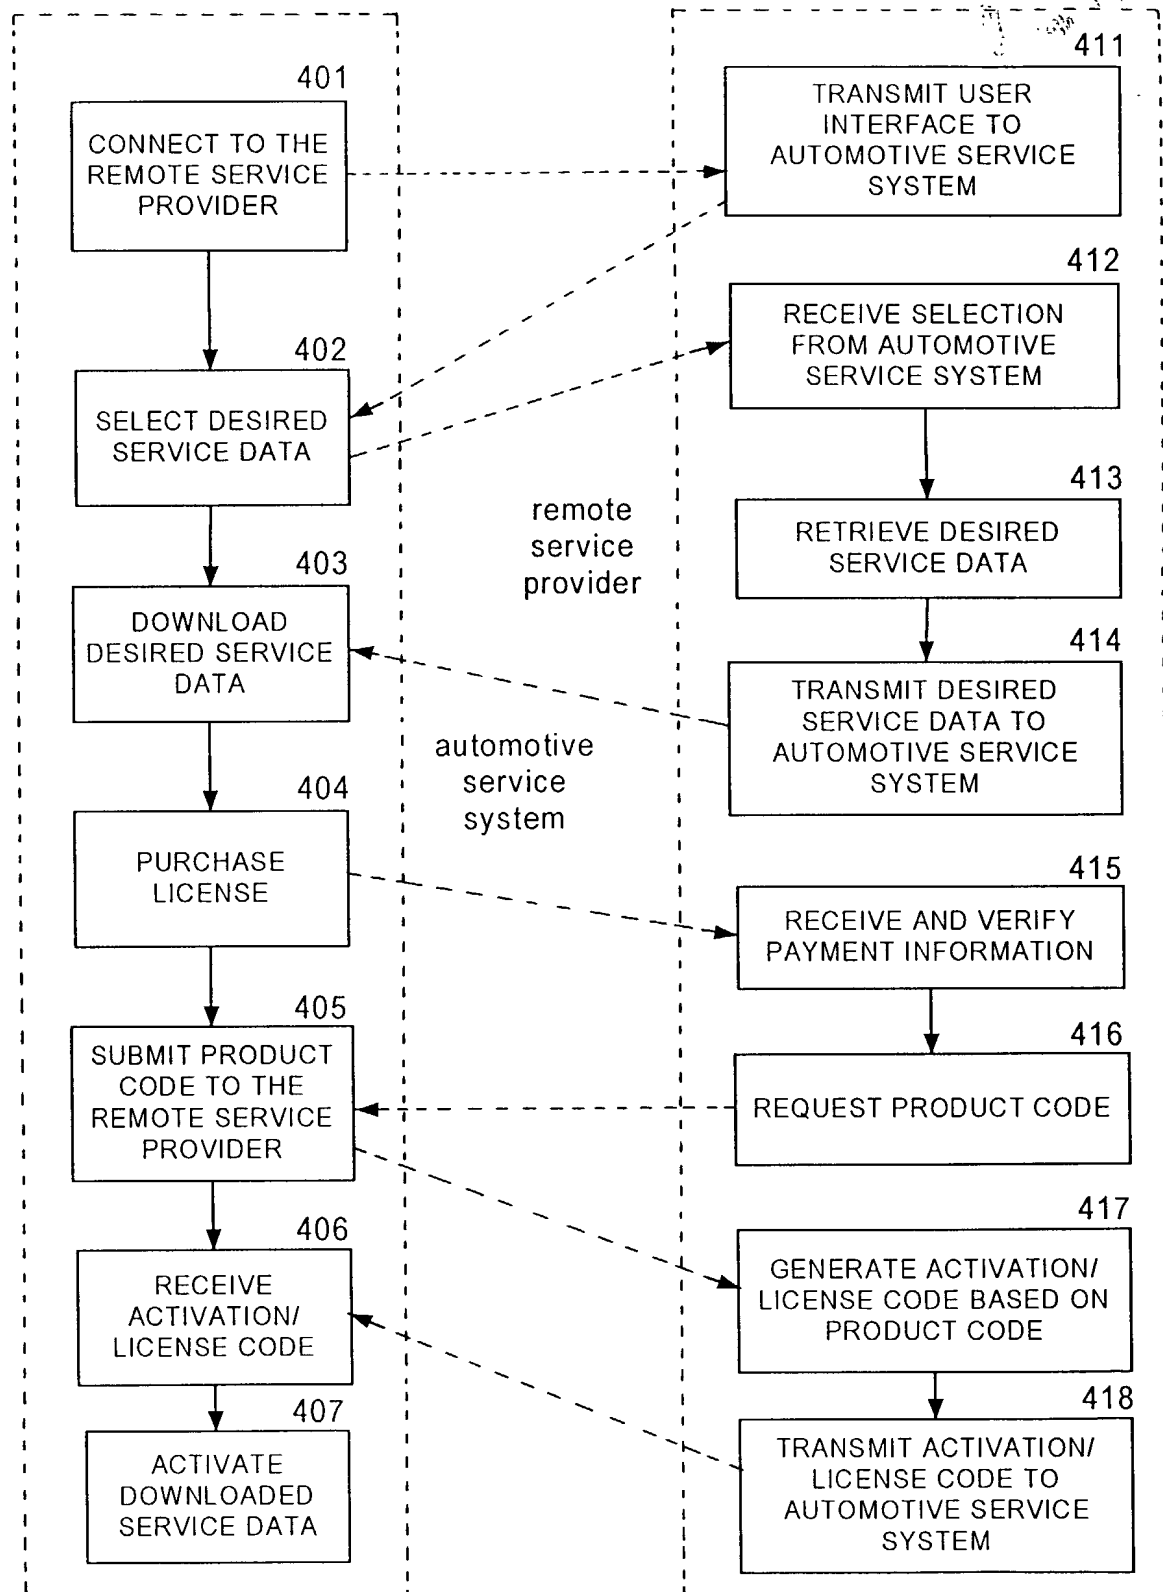 401
CONNECT TO THE
REMOTE SERVICE
PROVIDER
402
SELECT DESIRED
SERVICE DATA
403
DOWNLOAD
DESIRED SERVICE
DATA
404
PURCHASE
LICENSE
405
SUBMIT PRODUCT
CODE TO THE
REMOTE SERVICE
PROVIDER
406
RECEIVE
ACTIVATION/
LICENSE CODE
407
ACTIVATE
DOWNLOADED
SERVICE DATA
remote
service
provider
automotive
service
system
411
TRANSMIT USER
INTERFACE TO
AUTOMOTIVE SERVICE
SYSTEM
412
RECEIVE SELECTION
FROM AUTOMOTIVE
SERVICE SYSTEM
413
RETRIEVE DESIRED
SERVICE DATA
414
TRANSMIT DESIRED
SERVICE DATA TO
AUTOMOTIVE SERVICE
SYSTEM
415
RECEIVE AND VERIFY
PAYMENT INFORMATION
416
REQUEST PRODUCT CODE
417
GENERATE ACTIVATION/
LICENSE CODE BASED ON
PRODUCT CODE
418
TRANSMIT ACTIVATION/
LICENSE CODE TO
AUTOMOTIVE SERVICE
SYSTEM